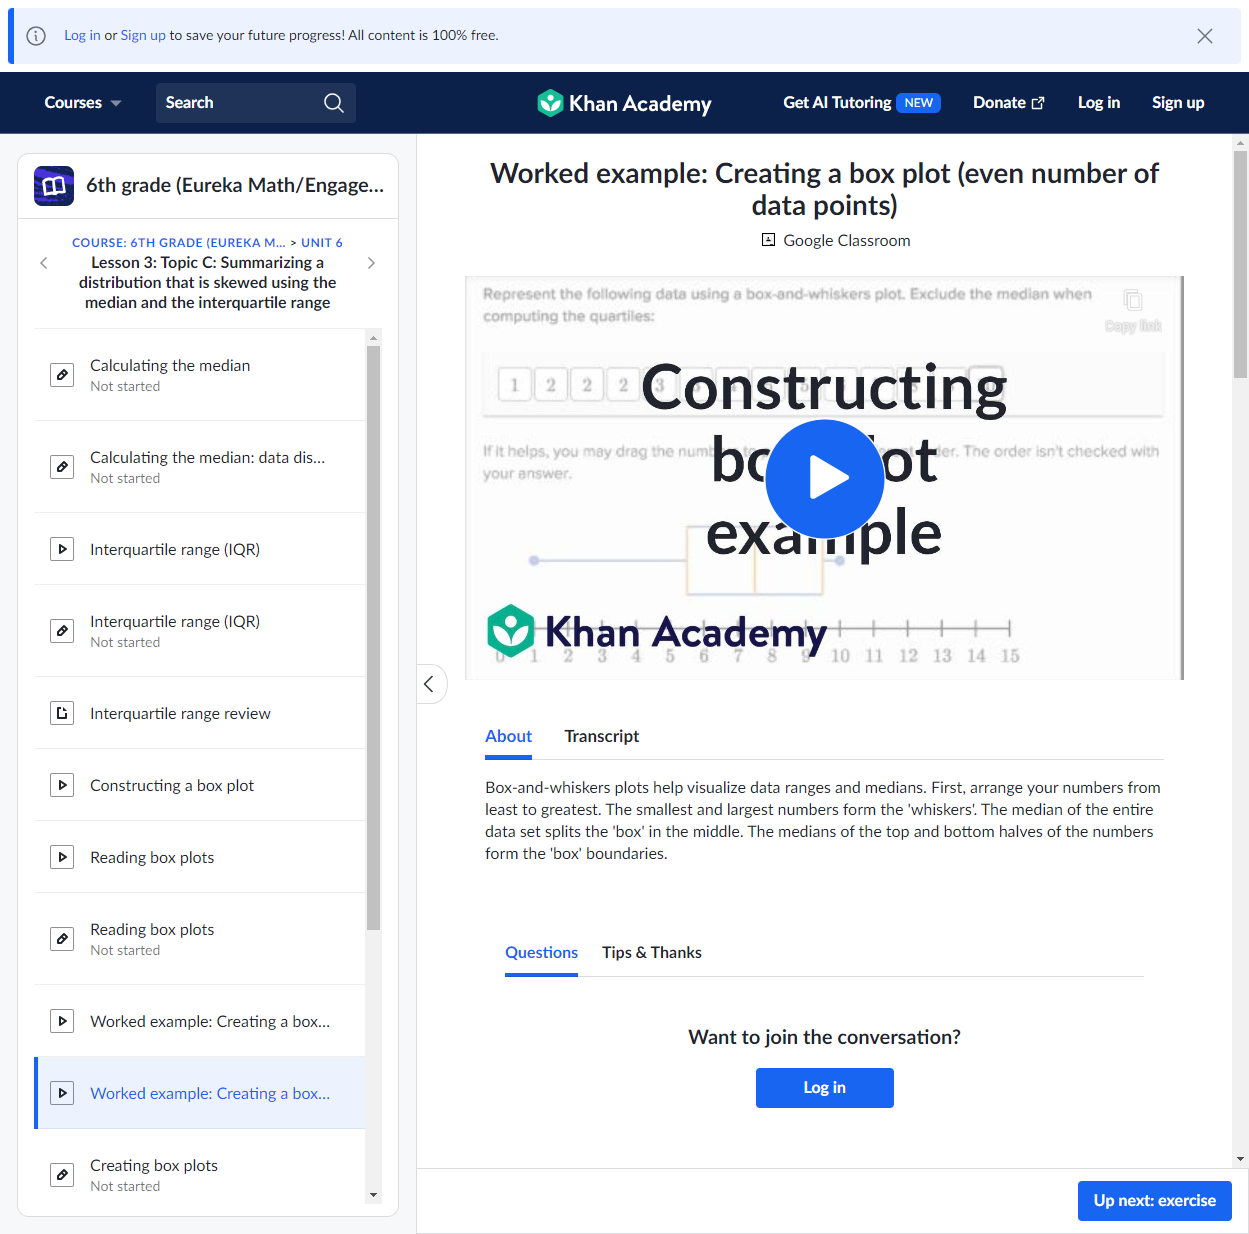 Log in or Sign up to save your future progress! All content is 100% free.
Courses
Search
Khan Academy
Get AI Tutoring NEW
Donate
Log in
Sign up
6th grade (Eureka Math/Engage...
COURSE: 6TH GRADE (EUREKA M... > UNIT 6
Lesson 3: Topic C: Summarizing a
distribution that is skewed using the
median and the interquartile range
Calculating the median
Not started
Calculating the median: data dis...
Not started
Interquartile range (IQR)
Interquartile range (IQR)
Not started
Interquartile range review
Constructing a box plot
Reading box plots
Reading box plots
Not started
Worked example: Creating a box...
Worked example: Creating a box...
Creating box plots
Not started
Worked example: Creating a box plot (even number of
data points)
Google Classroom
Represent the following data using a box-and-whiskers plot. Exclude the median when
computing the quartiles:
Copy link
1 2 2 2 3
Constructing
If it helps, you may drag the
order. The order isn't checked with
your answer.
example
Khan Academy
0 1 2 3 4 5 6 7 8 9 10 11 12 13 14 15
About
Transcript
Box-and-whiskers plots help visualize data ranges and medians. First, arrange your numbers from
least to greatest. The smallest and largest numbers form the 'whiskers'. The median of the entire
data set splits the 'box' in the middle. The medians of the top and bottom halves of the numbers
form the 'box' boundaries.
Questions
Tips & Thanks
Want to join the conversation?
Log in
Up next: exercise